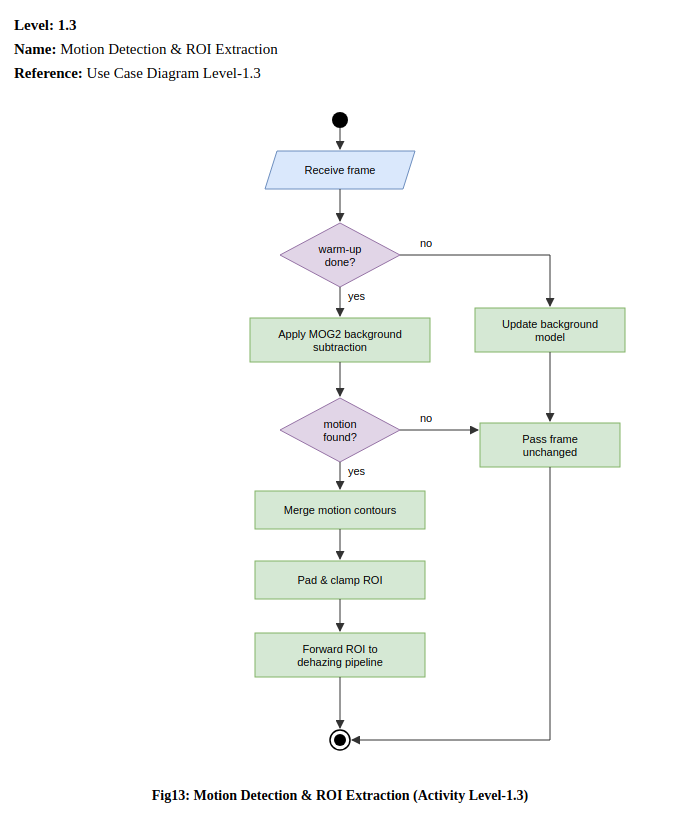 Level: 1.3
Name: Motion Detection & ROI Extraction
Reference: Use Case Diagram Level-1.3
Receive frame
warm-up
done?
no
yes
Apply MOG2 background
subtraction
Update background
model
motion
found?
no
yes
Pass frame
unchanged
Merge motion contours
Pad & clamp ROI
Forward ROI to
dehazing pipeline
Fig13: Motion Detection & ROI Extraction (Activity Level-1.3)